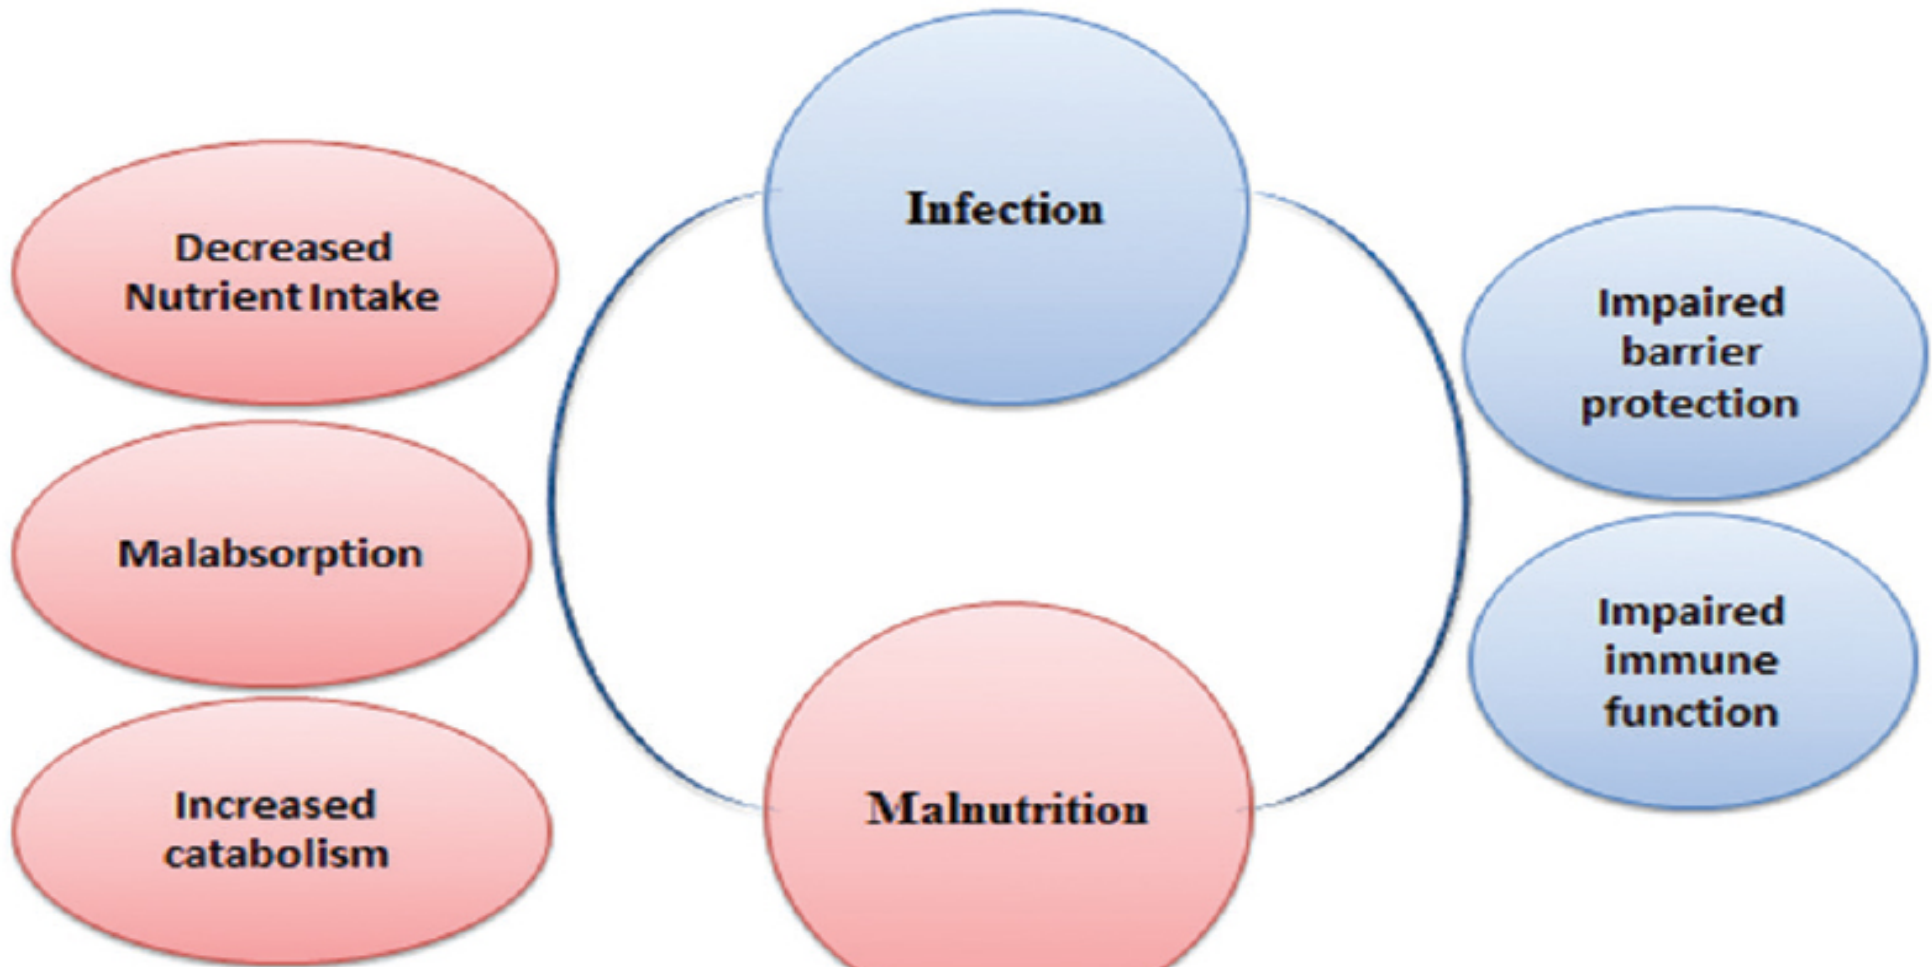 Infection
Decreased
Nutrient Intake
Malabsorption
Increased
catabolism
Impaired
barrier
protection
Impaired
immune
function
Malnutrition